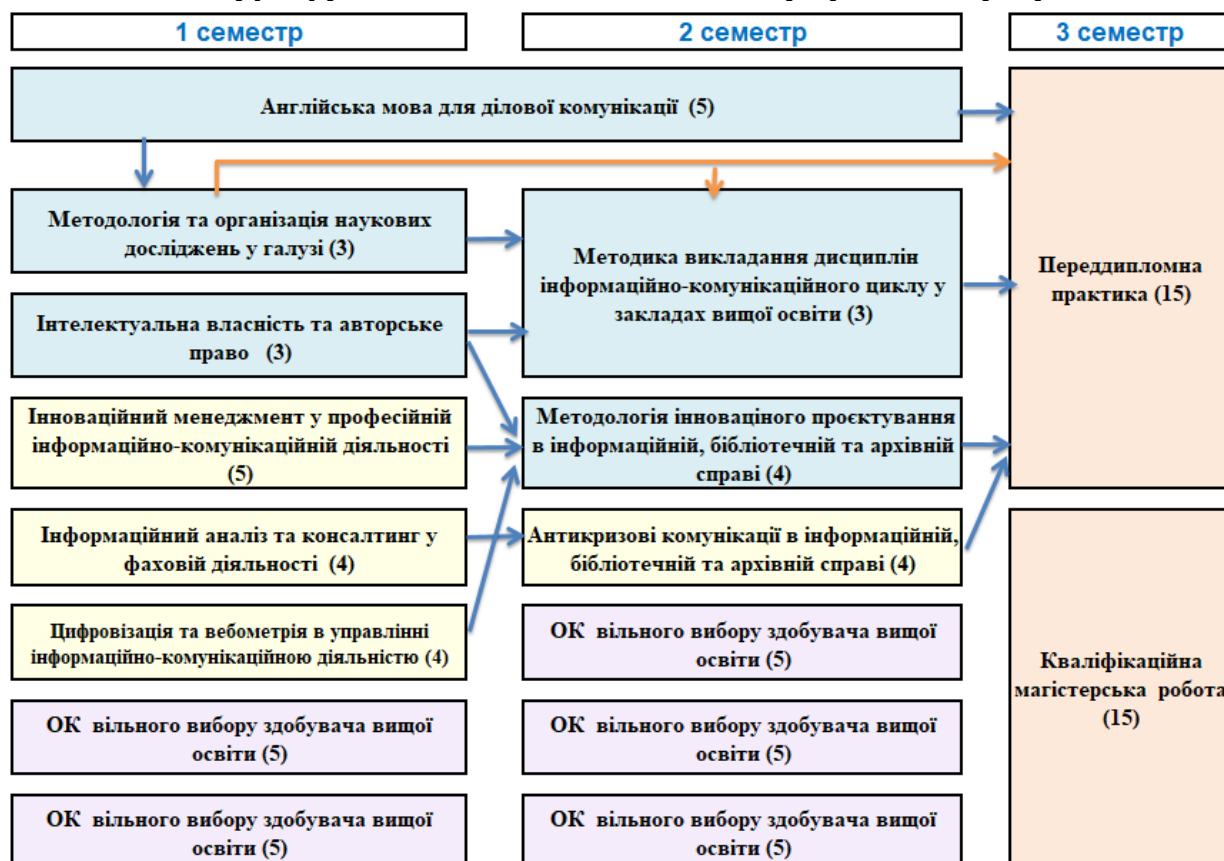 1 семестр
2 семестр
3 семестр
Англійська мова для ділової комунікації (5)
Методологія та організація наукових
досліджень у галузі (3)
Методика викладання дисциплін
інформаційно-комунікаційного циклу у
закладах вищої освіти (3)
Переддипломна
практика (15)
Інтелектуальна власність та авторське
право (3)
Інноваційний менеджмент у професійній
інформаційно-комунікаційній діяльності
(5)
Методологія інноваціного проєктування
в інформаційній, бібліотечній та архівній
справі (4)
Інформаційний аналіз та консалтинг у
фаховій діяльності (4)
Антикризові комунікації в інформаційній,
бібліотечній та архівній справі (4)
Цифровізація та вебометрія в управлінні
інформаційно-комунікаційною діяльністю (4)
ОК вільного вибору здобувача вищої
освіти (5)
Кваліфікаційна
магістерська робота
(15)
ОК вільного вибору здобувача вищої
освіти (5)
ОК вільного вибору здобувача вищої
освіти (5)
ОК вільного вибору здобувача вищої
освіти (5)
ОК вільного вибору здобувача вищої
освіти (5)